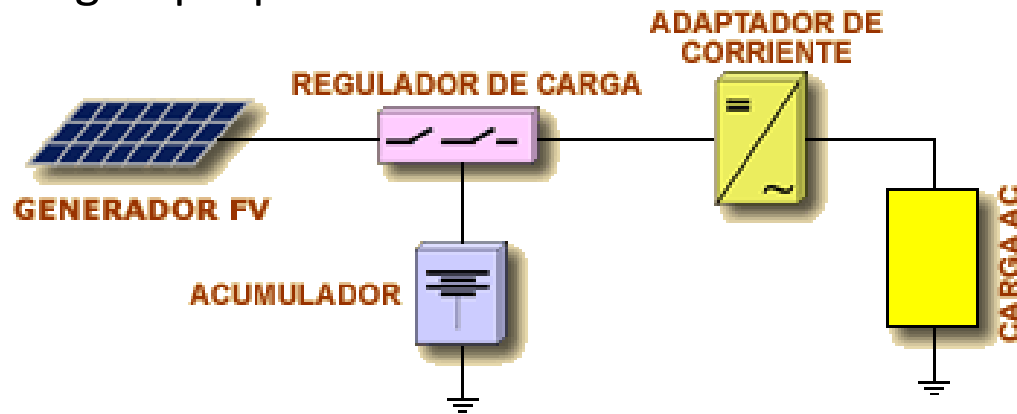 ADAPTADOR DE
CORRIENTE
REGULADOR DE CARGA
GENERADOR FV
ACUMULADOR
CARGA AC